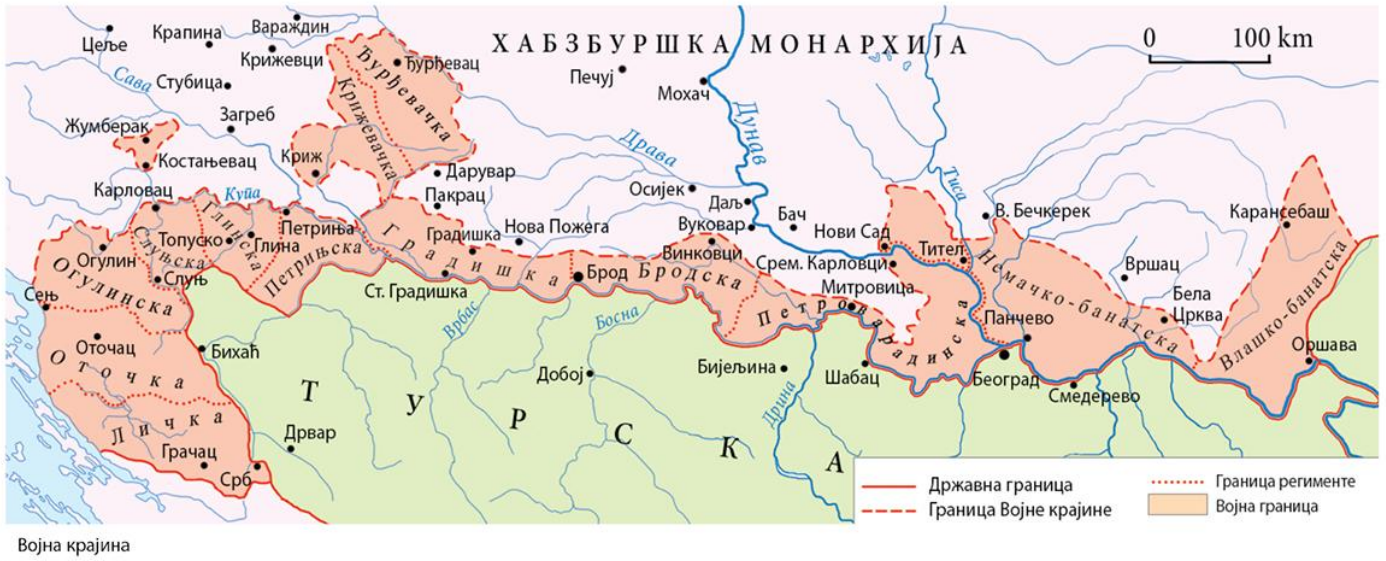 ХАБЗБУРШКА МОНАРХИЈА
0 100 km
Цеље
Крапина
Вараждин
Крижевци
Сава
Стубица
Ђурђевац
Ђурђевачка
Печуј
Мохач
Дунав
Жумберак
Загреб
Крижевачка
Костањевац
Криж
Драва
Дарувар
Тиса
Карловац
Купа
Пакрац
Осијек
Даљ
Бач
В. Бечкерек
Карансебаш
Слуњска
Топуско
Глинска
Глина
Петриња
Петрињска
Градишка
Градишка
Нова Пожега
Вуковар
Нови Сад
Винковци
Срем. Карловци
Тител
Огулин
Огулинска
Слуњ
Ст. Градишка
Брод
Бродска
Митровица
Немачко-банатска
Вршац
Бела
Црква
Влашко-банатска
Сењ
Врбас
Босна
Петроварадинска
Панчево
Оточац
Оточка
Бихаћ
Добој
Бијељина
Дрина
Шабац
Београд
Смедерево
Оршава
ТУРСКА
Личка
Грачац
Срб
Дрвар
Државна граница
Граница Војне крајине
Граница регименте
Војна граница
Војна крајина